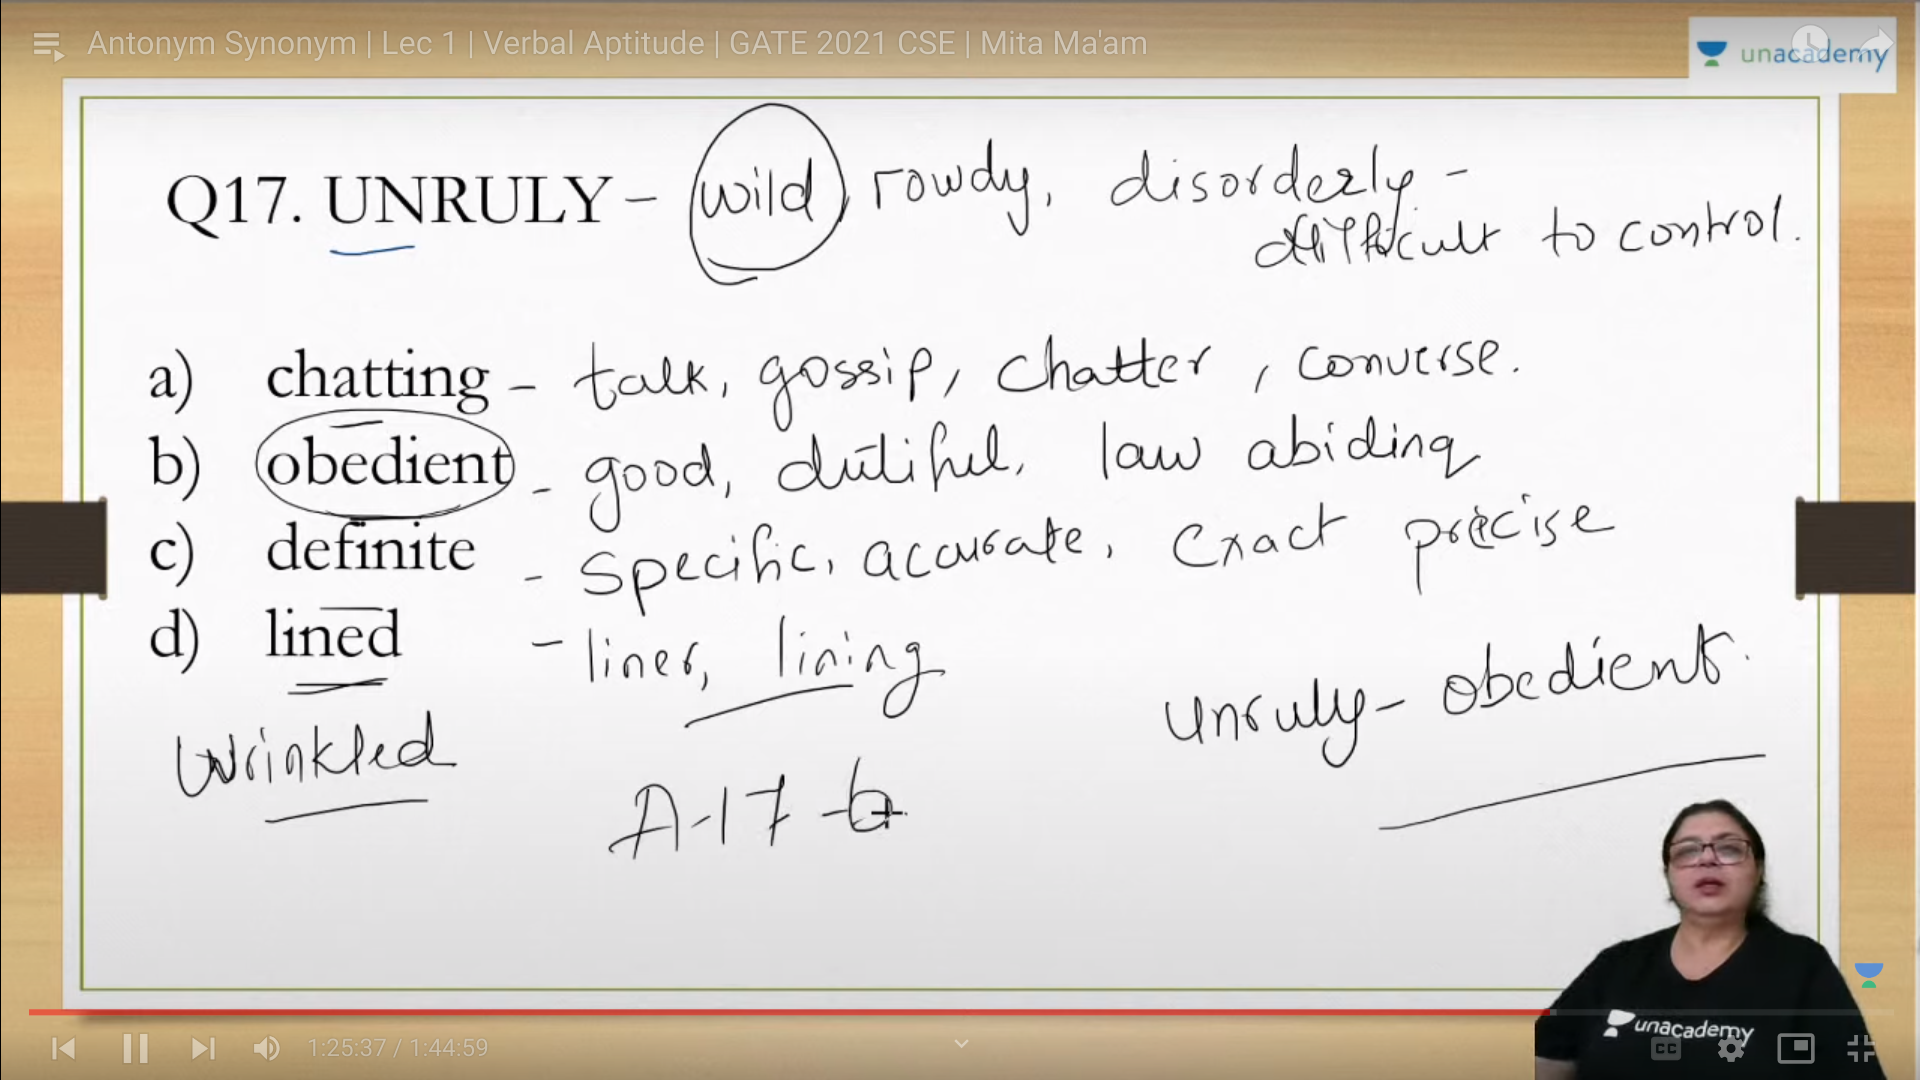 Antonym Synonym | Lec 1 | Verbal Aptitude | GATE 2021 CSE | Mita Ma'am
unacademy
Q17. UNRULY - wild, rowdy, disorderly -
difficult to control.
a) chatting - talk, gossip, chatter, converse.
b) obedient - good, dutiful, law abiding
c) definite - specific, accurate, exact precise
d) lined - liner, lining
Unruly - obedient.
Wrinkled
A-17-b
unacademy
1:25:37 / 1:44:59
CC